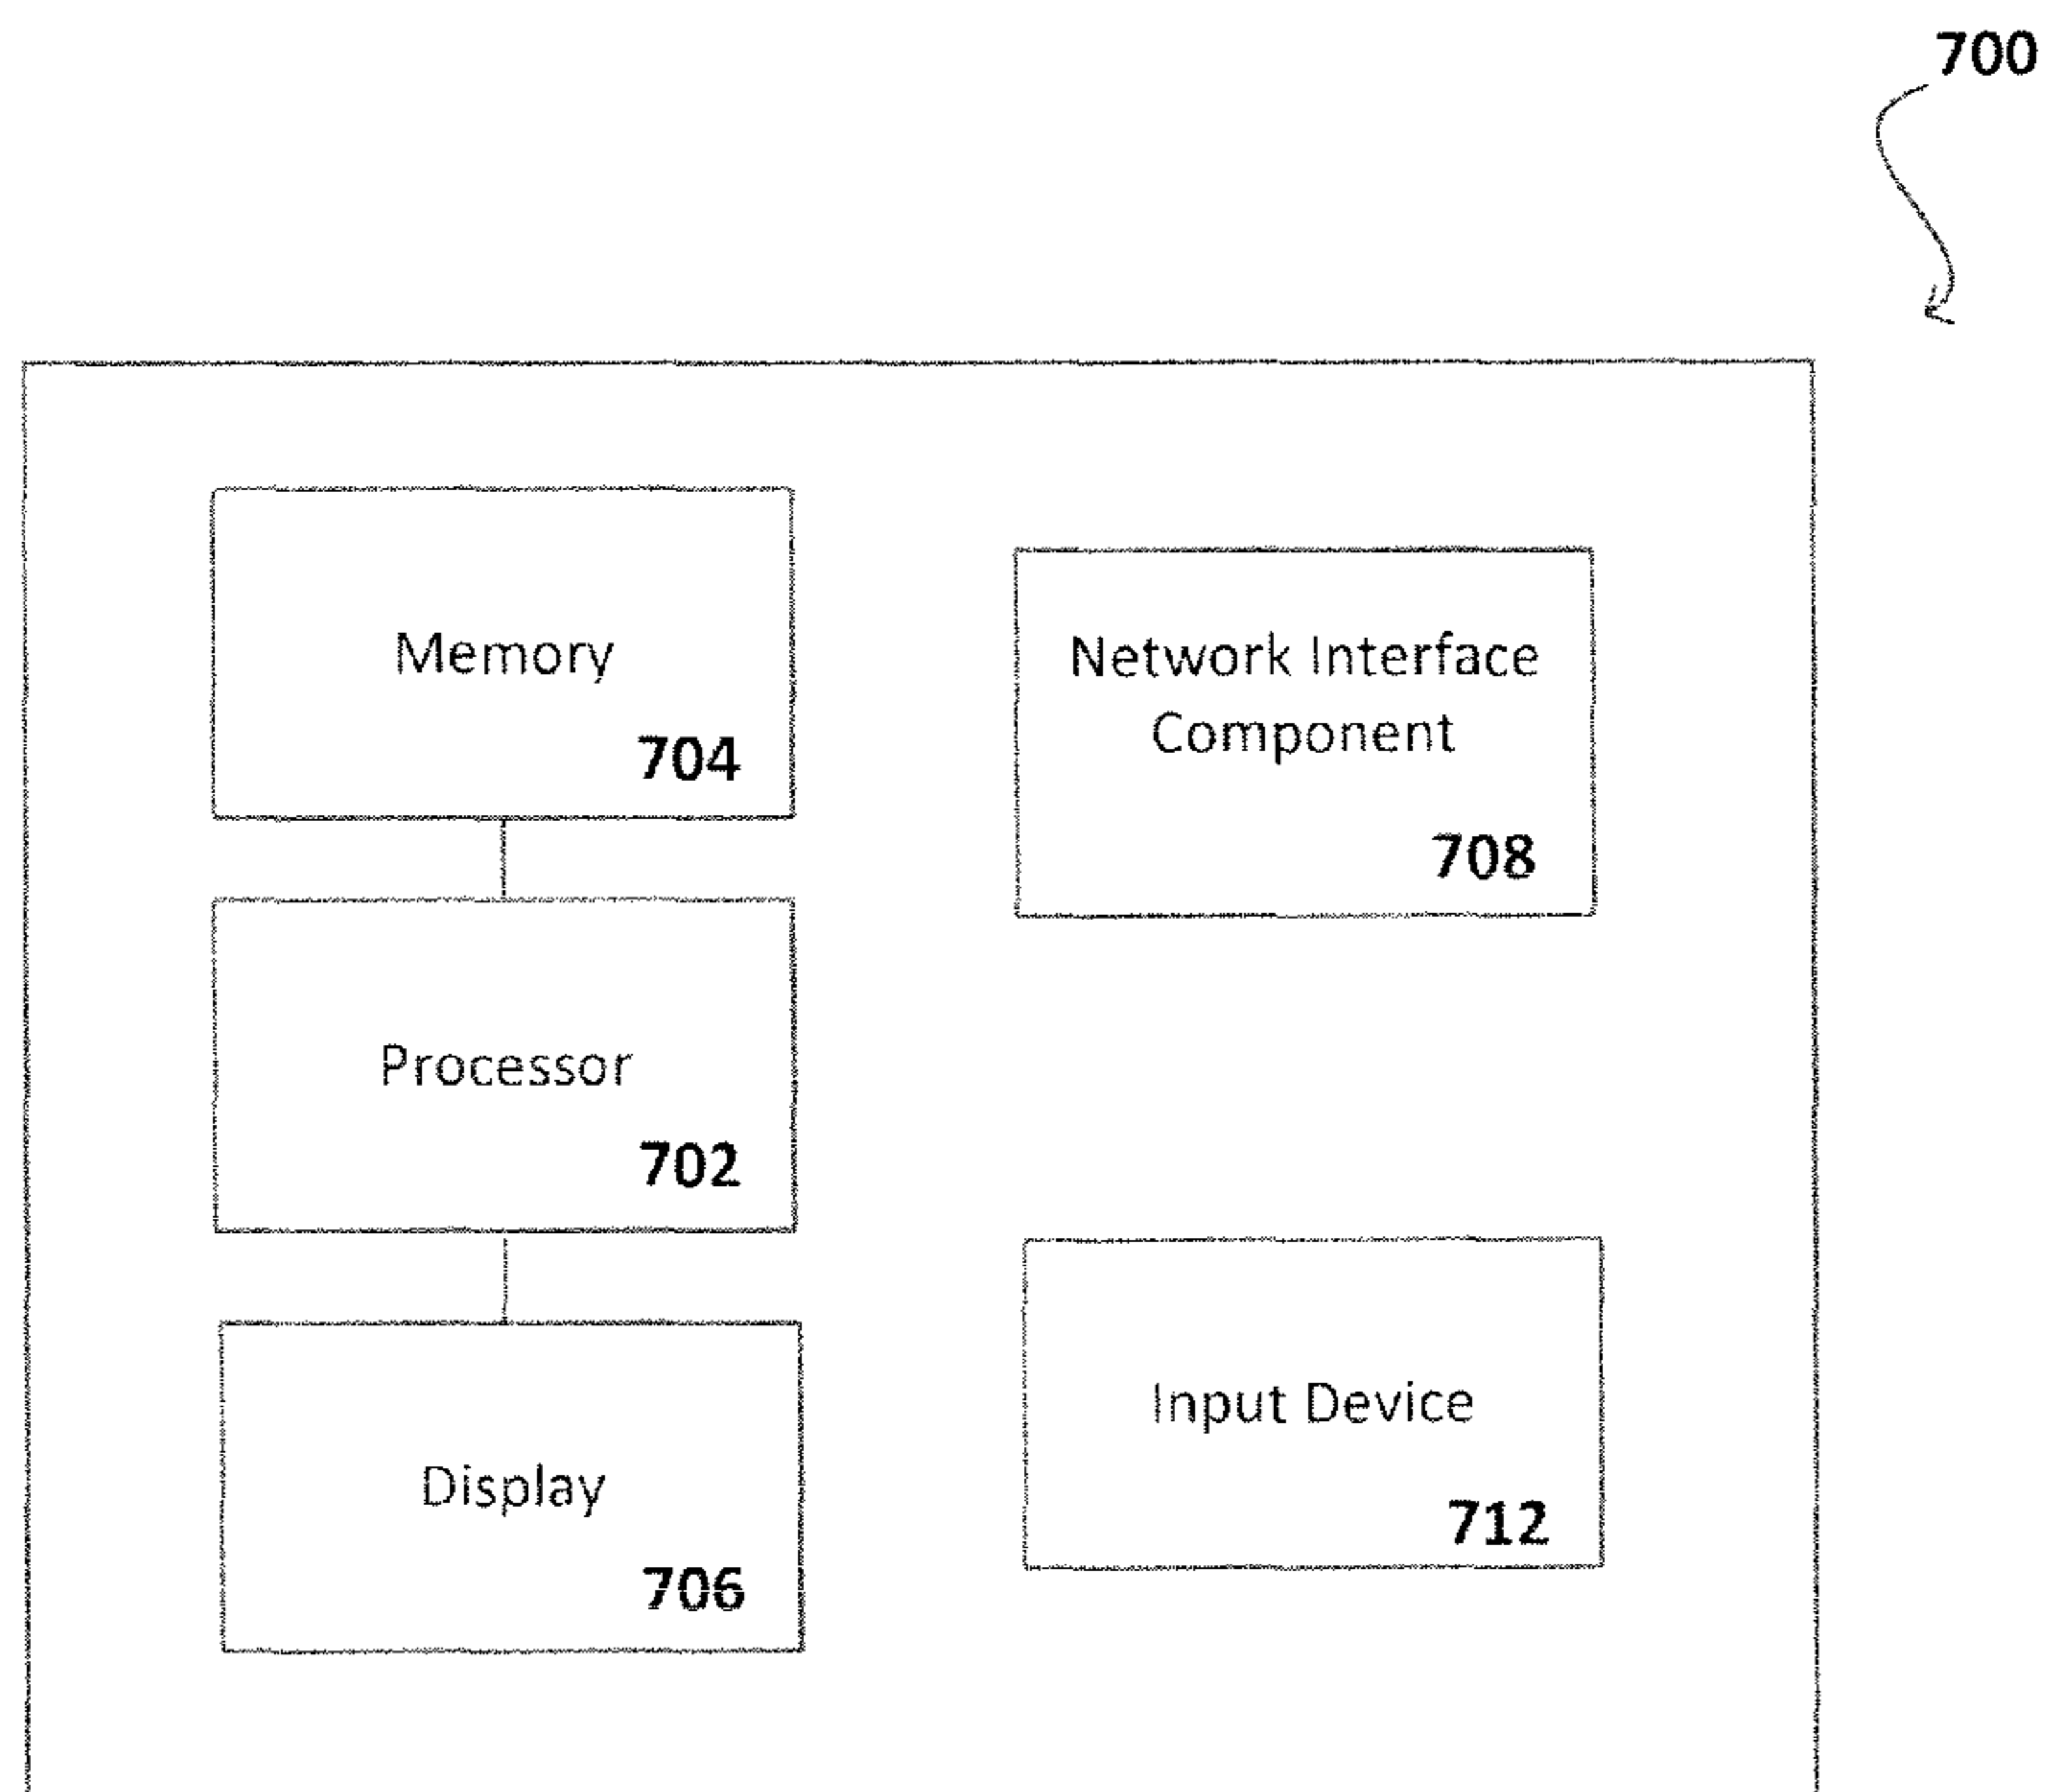 700
Memory
704
Network Interface
Component
708
Processor
702
Input Device
712
Display
706